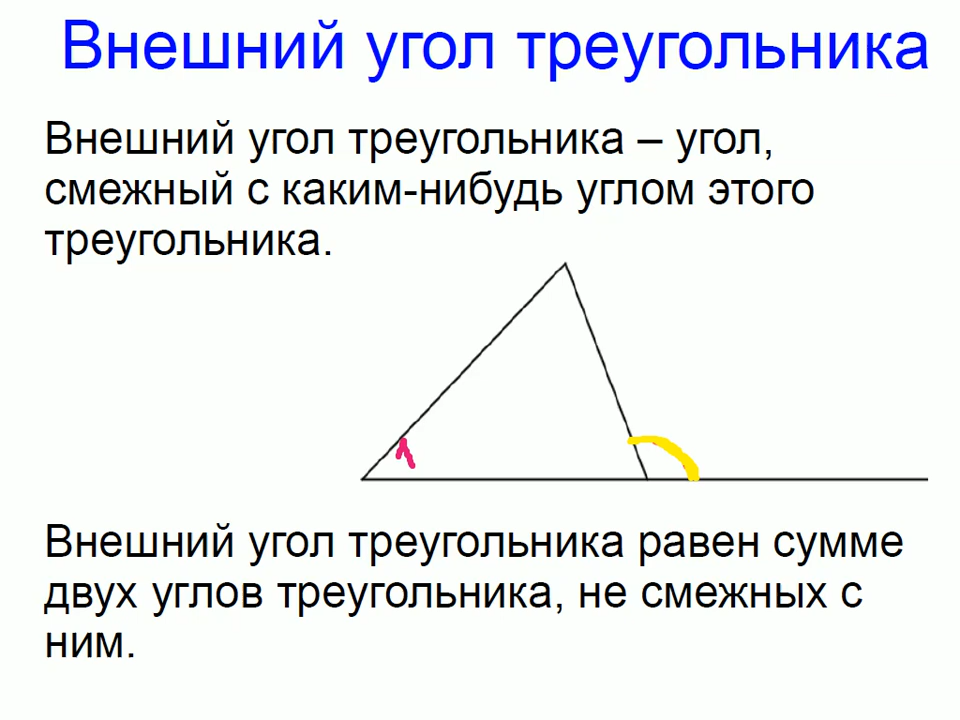 Внешний угол треугольника
Внешний угол треугольника – угол,
смежный с каким-нибудь углом этого
треугольника.
Внешний угол треугольника равен сумме
двух углов треугольника, не смежных с
ним.